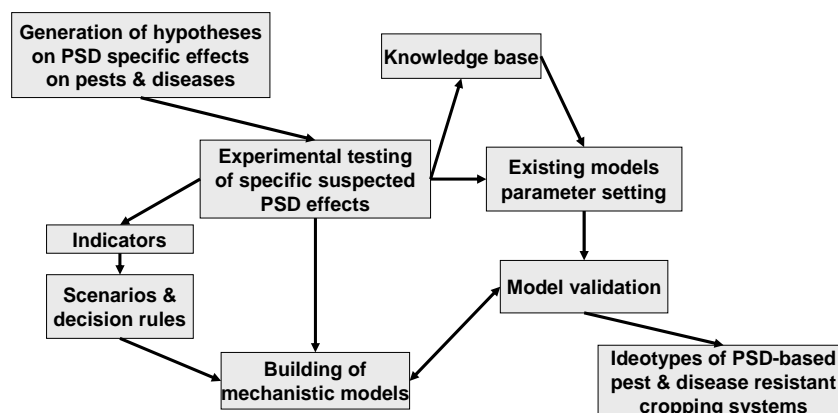 Generation of hypotheses
on PSD specific effects
on pests & diseases
Knowledge base
Experimental testing
of specific suspected
PSD effects
Existing models
parameter setting
Indicators
Scenarios &
decision rules
Model validation
Building of
mechanistic models
Ideotypes of PSD-based
pest & disease resistant
cropping systems